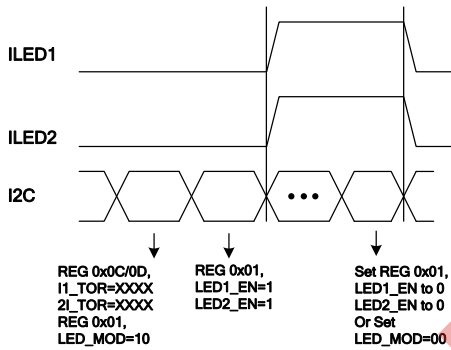 ILED1
ILED2
I2C
•••
REG 0x0C/0D,
I1_TOR=XXXX
2I_TOR=XXXX
REG 0x01,
LED_MOD=10
REG 0x01,
LED1_EN=1
LED2_EN=1
Set REG 0x01,
LED1_EN to 0
LED2_EN to 0
Or Set
LED_MOD=00